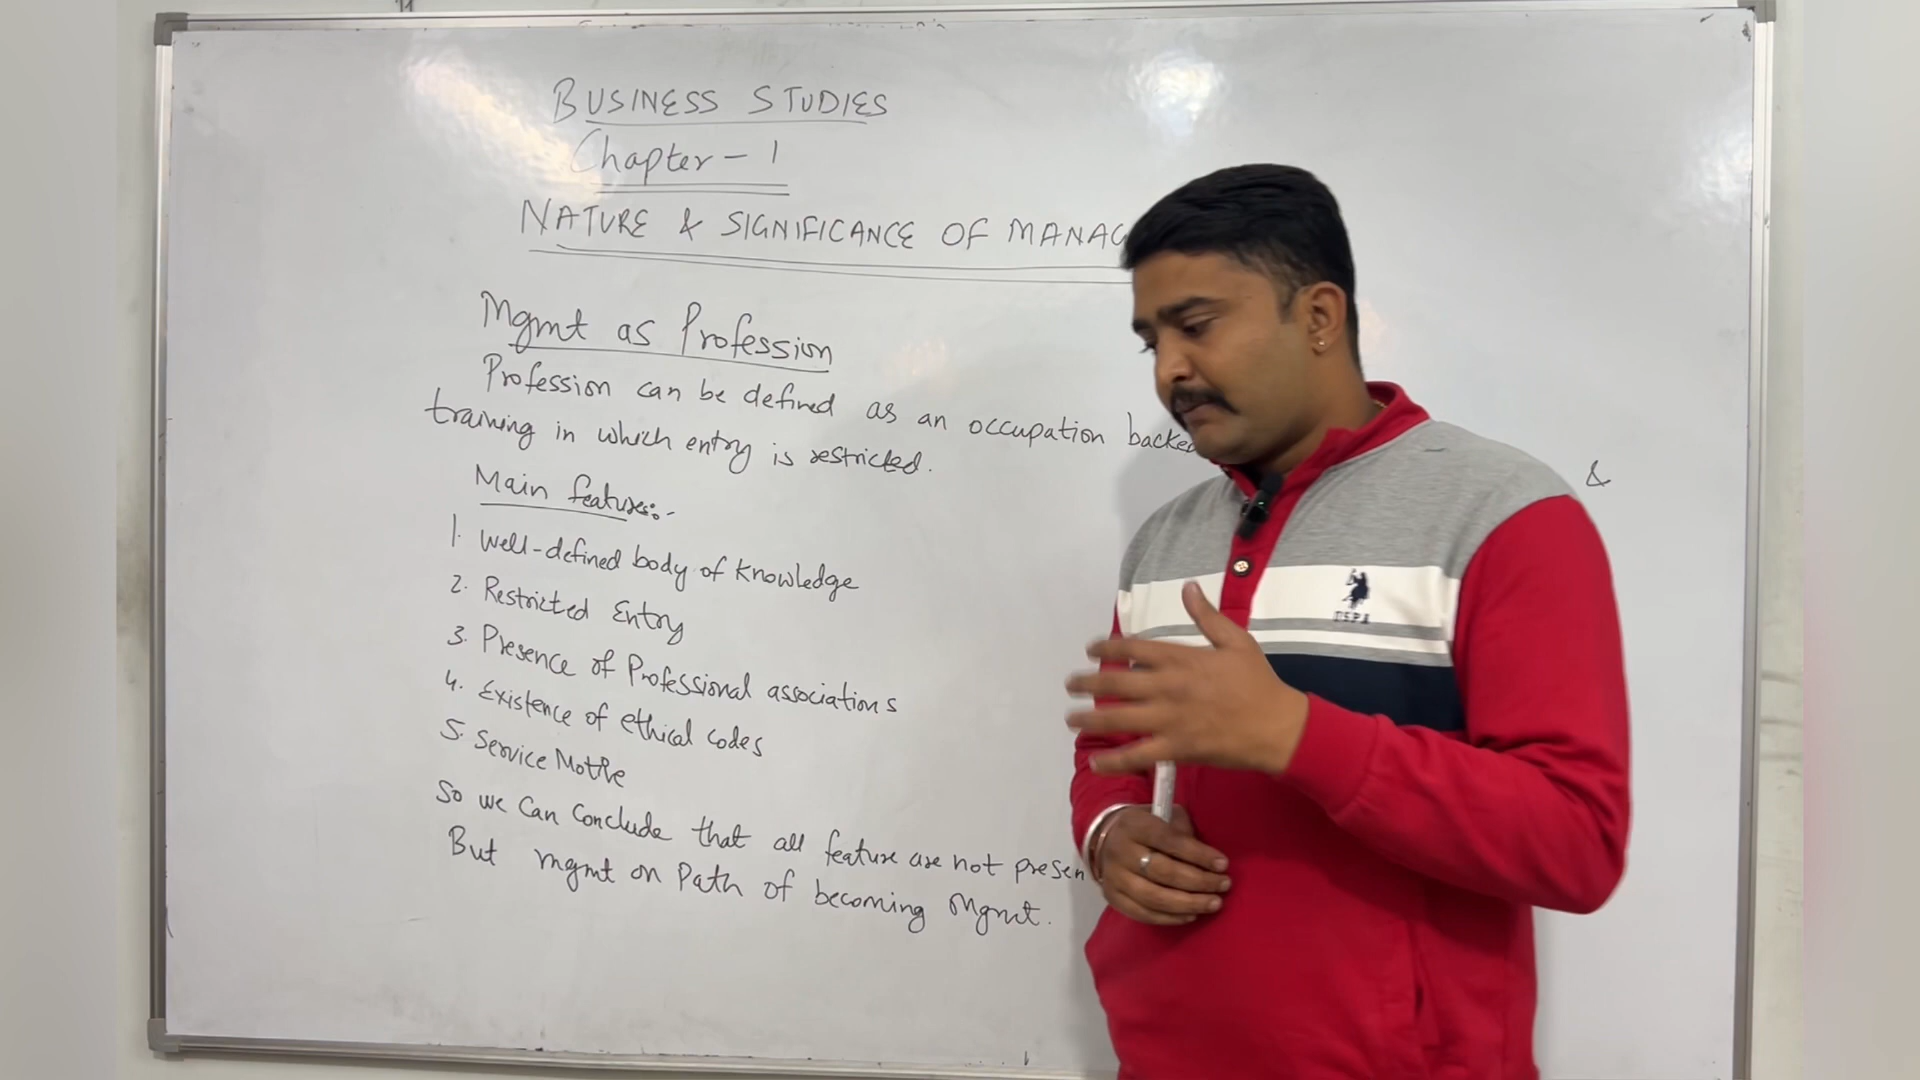 BUSINESS STUDIES
Chapter - 1
NATURE & SIGNIFICANCE OF MANAG
Mgmt as Profession
Profession can be defined as an occupation backed &
training in which entry is restricted.
Main features:-
1. Well-defined body of knowledge
2. Restricted Entry
3. Presence of Professional associations
4. Existence of ethical codes
5. Service Motive
So we can conclude that all feature are not presen
But mgmt on Path of becoming Mgmt.
U.S.P.A.